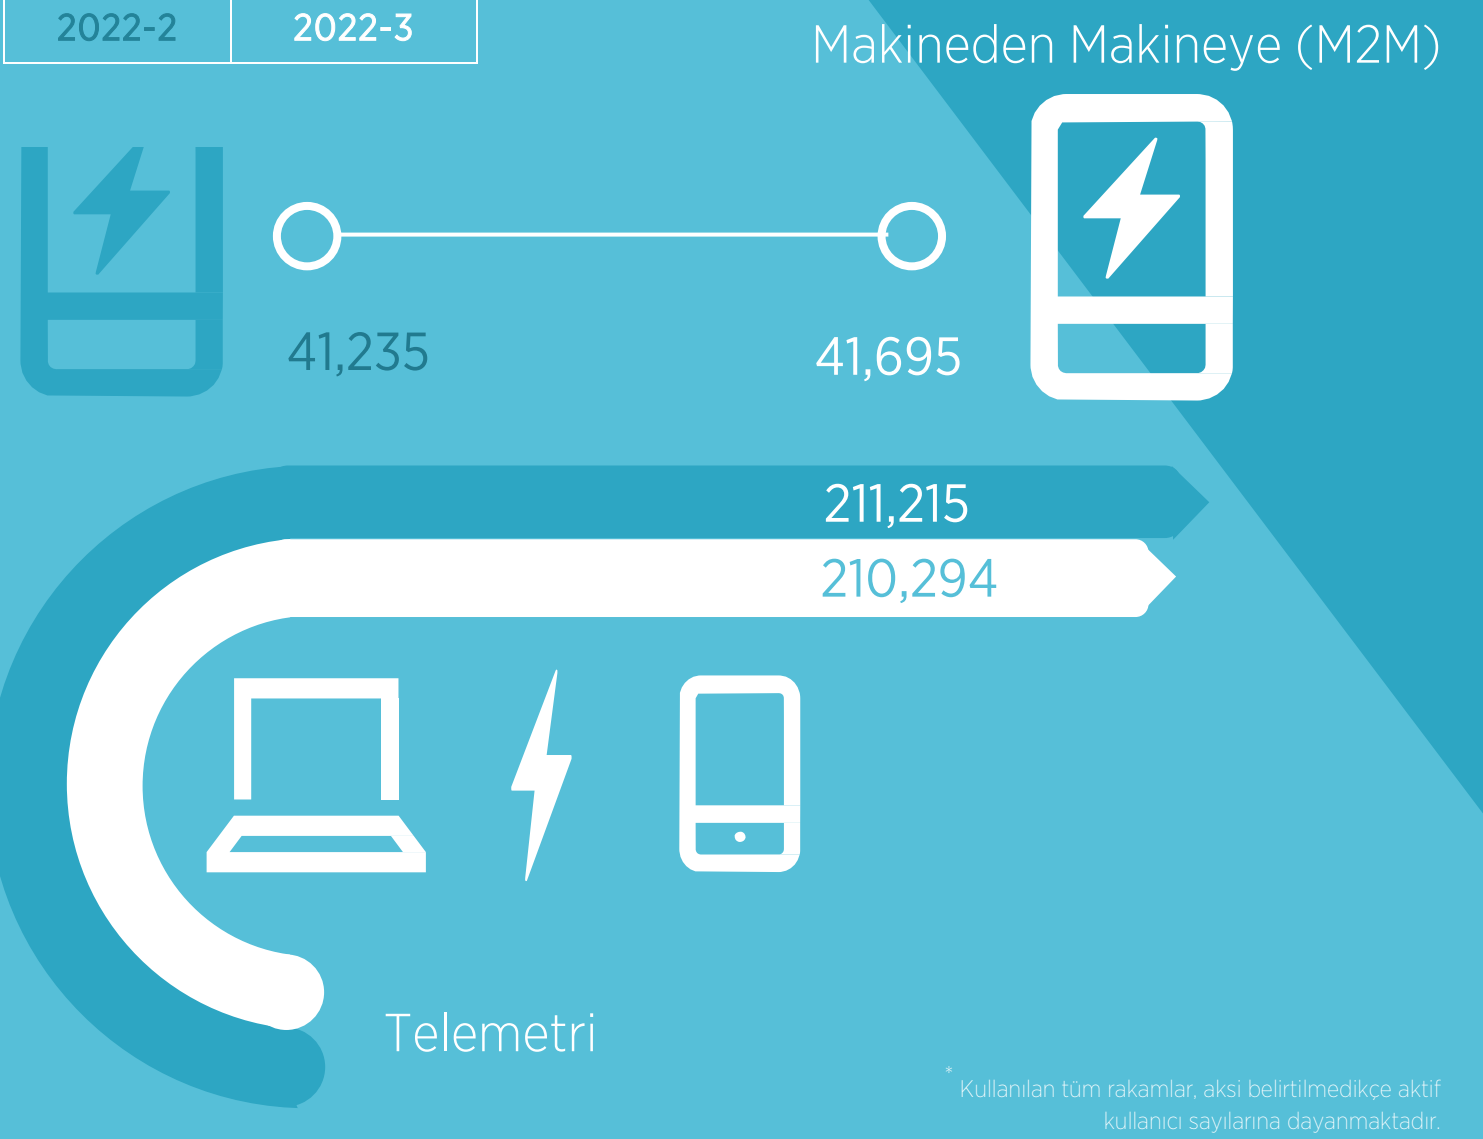 2022-2
2022-3
Makineden Makineye (M2M)
41,235
41,695
211,215
210,294
Telemetri
* Kullanılan tüm rakamlar, aksi belirtilmedikçe aktif
kullanıcı sayılarına dayanmaktadır.